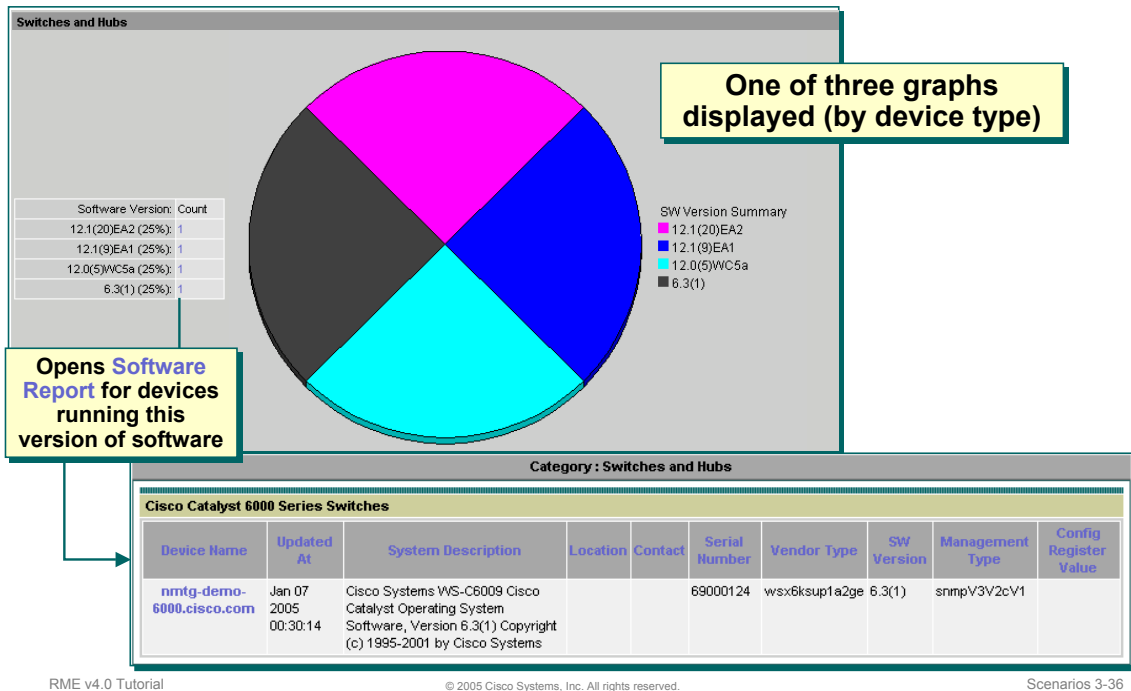 Switches and Hubs
One of three graphs
displayed (by device type)
Software Version: Count
12.1(20)EA2 (25%): 1
12.1(9)EA1 (25%): 1
12.0(5)WC5a (25%): 1
6.3(1) (25%): 1
SW Version Summary
12.1(20)EA2
12.1(9)EA1
12.0(5)WC5a
6.3(1)
Opens Software
Report for devices
running this
version of software
Category : Switches and Hubs
Cisco Catalyst 6000 Series Switches
Device Name Updated At System Description Location Contact Serial Number Vendor Type SW Version Management Type Config Register Value
nmtg-demo-
6000.cisco.com
Jan 07
2005
00:30:14
Cisco Systems WS-C6009 Cisco
Catalyst Operating System
Software, Version 6.3(1) Copyright
(c) 1995-2001 by Cisco Systems
69000124 wsx6ksup1a2ge 6.3(1) snmpV3V2cV1
RME v4.0 Tutorial © 2005 Cisco Systems, Inc. All rights reserved. Scenarios 3-36